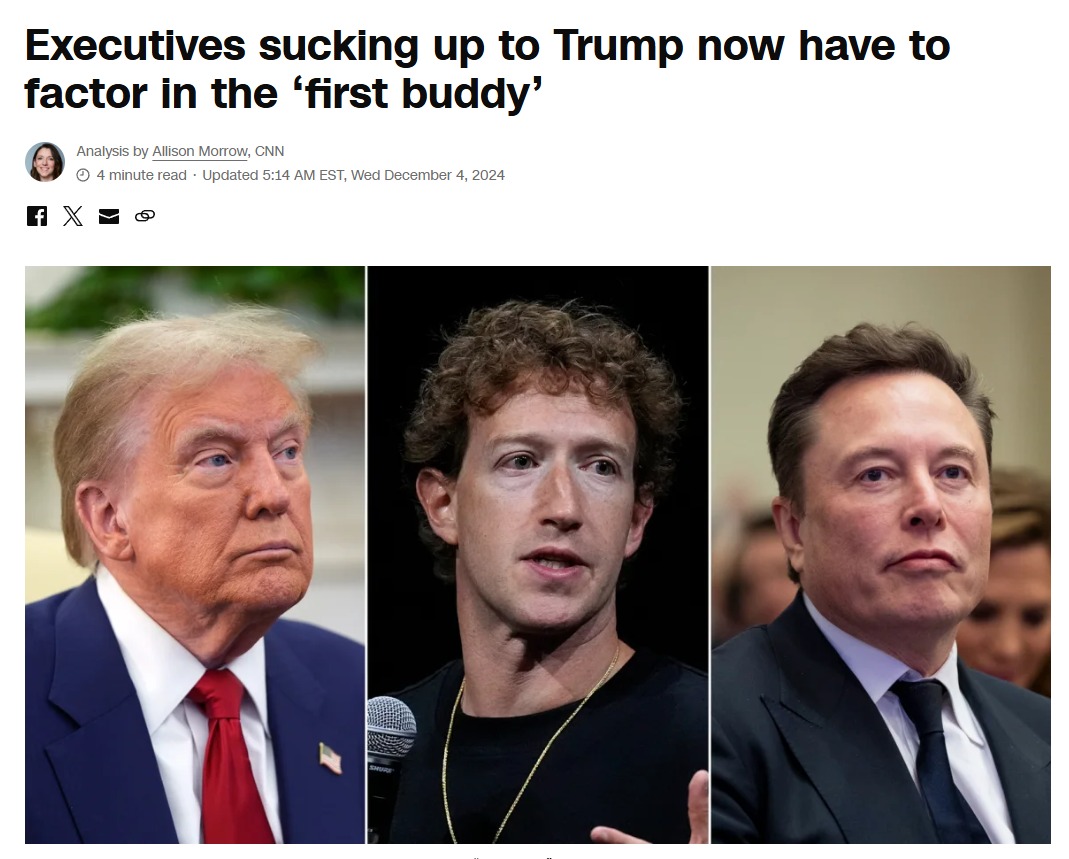 Executives sucking up to Trump now have to
factor in the ‘first buddy’
Analysis by Allison Morrow, CNN
4 minute read · Updated 5:14 AM EST, Wed December 4, 2024
SHURE